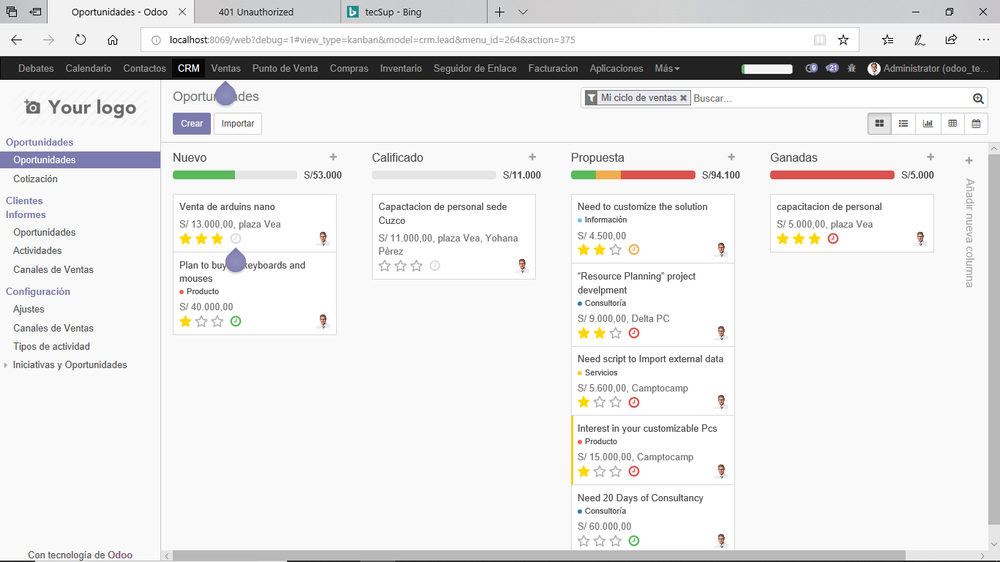 Oportunidades - Odoo
401 Unauthorized
tecSup - Bing
localhost:8069/web?debug=1#view_type=kanban&model=crm.lead&menu_id=264&action=375
Debates Calendario Contactos CRM Ventas Punto de Venta Compras Inventario Seguidor de Enlace Facturacion Aplicaciones Más 9 21 Administrator (odoo_te...
Your logo
Oportunidades
Oportunidades
Cotización
Clientes
Informes
Oportunidades
Actividades
Canales de Ventas
Configuración
Ajustes
Canales de Ventas
Tipos de actividad
Iniciativas y Oportunidades
Con tecnología de Odoo
Mi ciclo de ventas Buscar...
Crear Importar
Nuevo
S/53.000
Venta de arduins nano
S/ 13.000,00, plaza Vea
Plan to buy keyboards and
mouses
Producto
S/ 40.000,00
Calificado
S/11.000
Capactacion de personal sede
Cuzco
S/ 11.000,00, plaza Vea, Yohana
Pèrez
Propuesta
S/94.100
Need to customize the solution
Información
S/ 4.500,00
“Resource Planning” project
develpment
Consultoría
S/ 9.000,00, Delta PC
Need script to Import external data
Servicios
S/ 5.600,00, Camptocamp
Interest in your customizable Pcs
Producto
S/ 15.000,00, Camptocamp
Need 20 Days of Consultancy
Consultoría
S/ 60.000,00
Ganadas
S/5.000
capacitacion de personal
S/ 5.000,00, plaza Vea
Añadir nueva columna